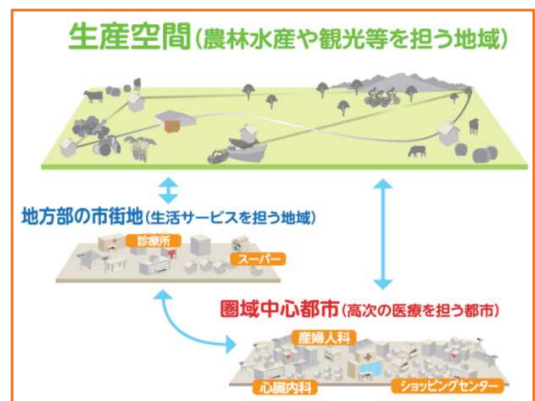 生産空間(農林水産や観光等を担う地域)
地方部の市街地(生活サービスを担う地域)
診療所
スーパー
圏域中心都市(高次の医療を担う都市)
産婦人科
心臓内科
ショッピングセンター